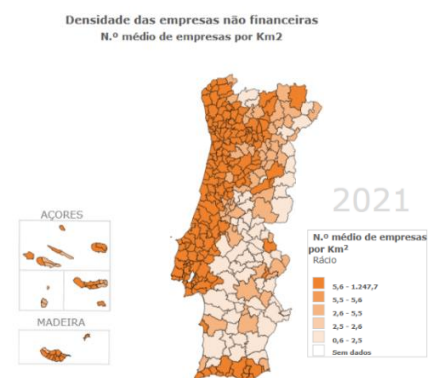 Densidade das empresas não financeiras
N.º médio de empresas por Km2
2021
AÇORES
MADEIRA
N.º médio de empresas
por Km²
Rácio
5,6 - 1.247,7
5,5 - 5,6
2,6 - 5,5
2,5 - 2,6
0,6 - 2,5
Sem dados